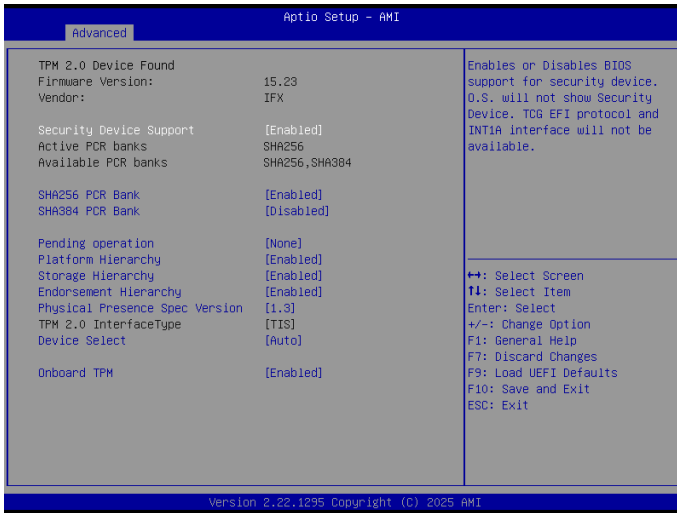 Aptio Setup - AMI
Advanced
TPM 2.0 Device Found
Firmware Version: 15.23
Vendor: IFX
Security Device Support [Enabled]
Active PCR banks SHA256
Available PCR banks SHA256,SHA384
SHA256 PCR Bank [Enabled]
SHA384 PCR Bank [Disabled]
Pending operation [None]
Platform Hierarchy [Enabled]
Storage Hierarchy [Enabled]
Endorsement Hierarchy [Enabled]
Physical Presence Spec Version [1.3]
TPM 2.0 InterfaceType [TIS]
Device Select [Auto]
Onboard TPM [Enabled]
Enables or Disables BIOS
support for security device.
O.S. will not show Security
Device. TCG EFI protocol and
INT1A interface will not be
available.
↔: Select Screen
↑↓: Select Item
Enter: Select
+/-: Change Option
F1: General Help
F7: Discard Changes
F9: Load UEFI Defaults
F10: Save and Exit
ESC: Exit
Version 2.22.1295 Copyright (C) 2025 AMI